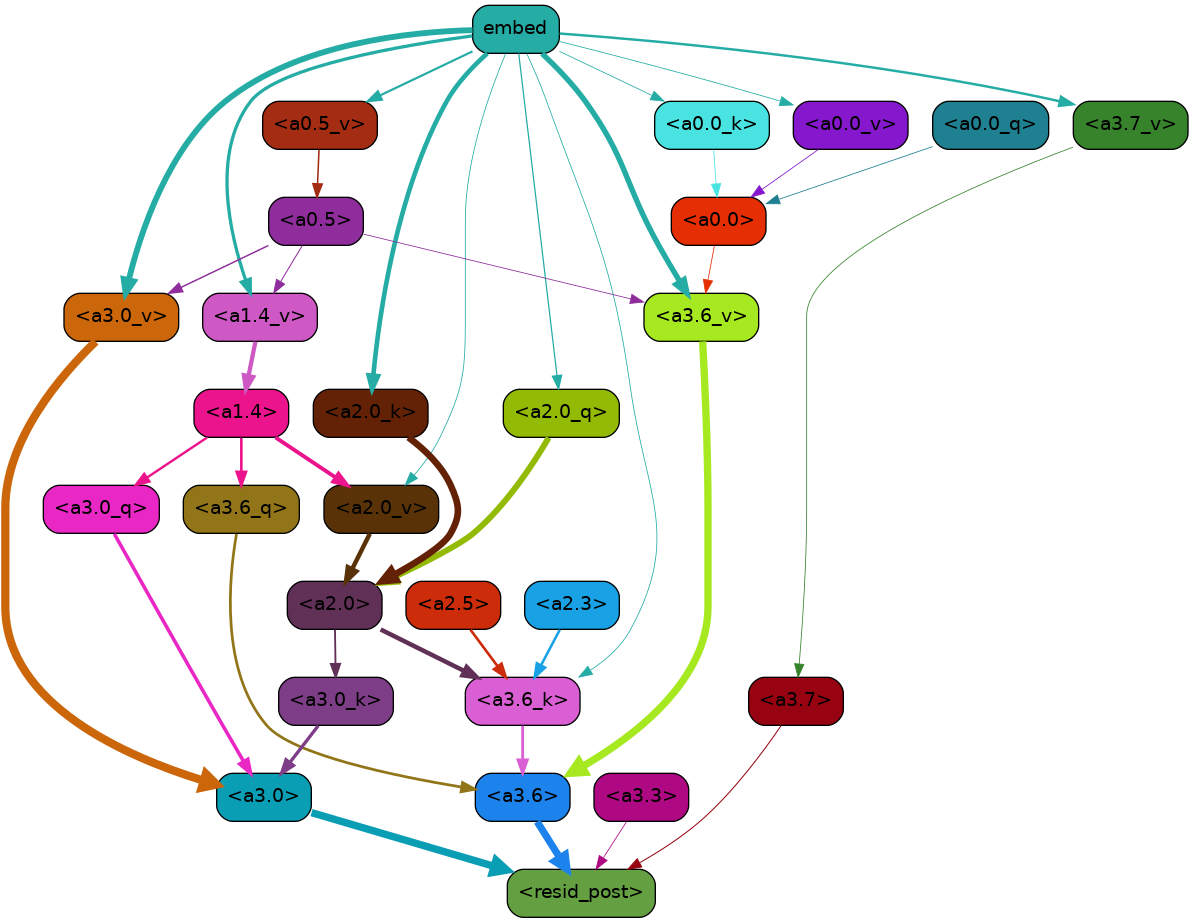 embed
<a0.5_v>
<a0.0_k>
<a0.0_v>
<a0.0_q>
<a3.7_v>
<a0.5>
<a0.0>
<a3.0_v>
<a1.4_v>
<a3.6_v>
<a1.4>
<a2.0_k>
<a2.0_q>
<a3.0_q>
<a3.6_q>
<a2.0_v>
<a2.0>
<a2.5>
<a2.3>
<a3.0_k>
<a3.6_k>
<a3.7>
<a3.0>
<a3.6>
<a3.3>
<resid_post>